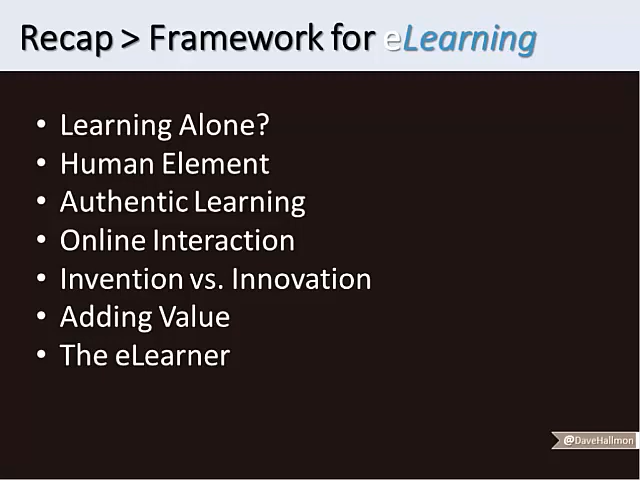 Recap > Framework for eLearning
• Learning Alone?
• Human Element
• Authentic Learning
• Online Interaction
• Invention vs. Innovation
• Adding Value
• The eLearner
@DaveHallmon